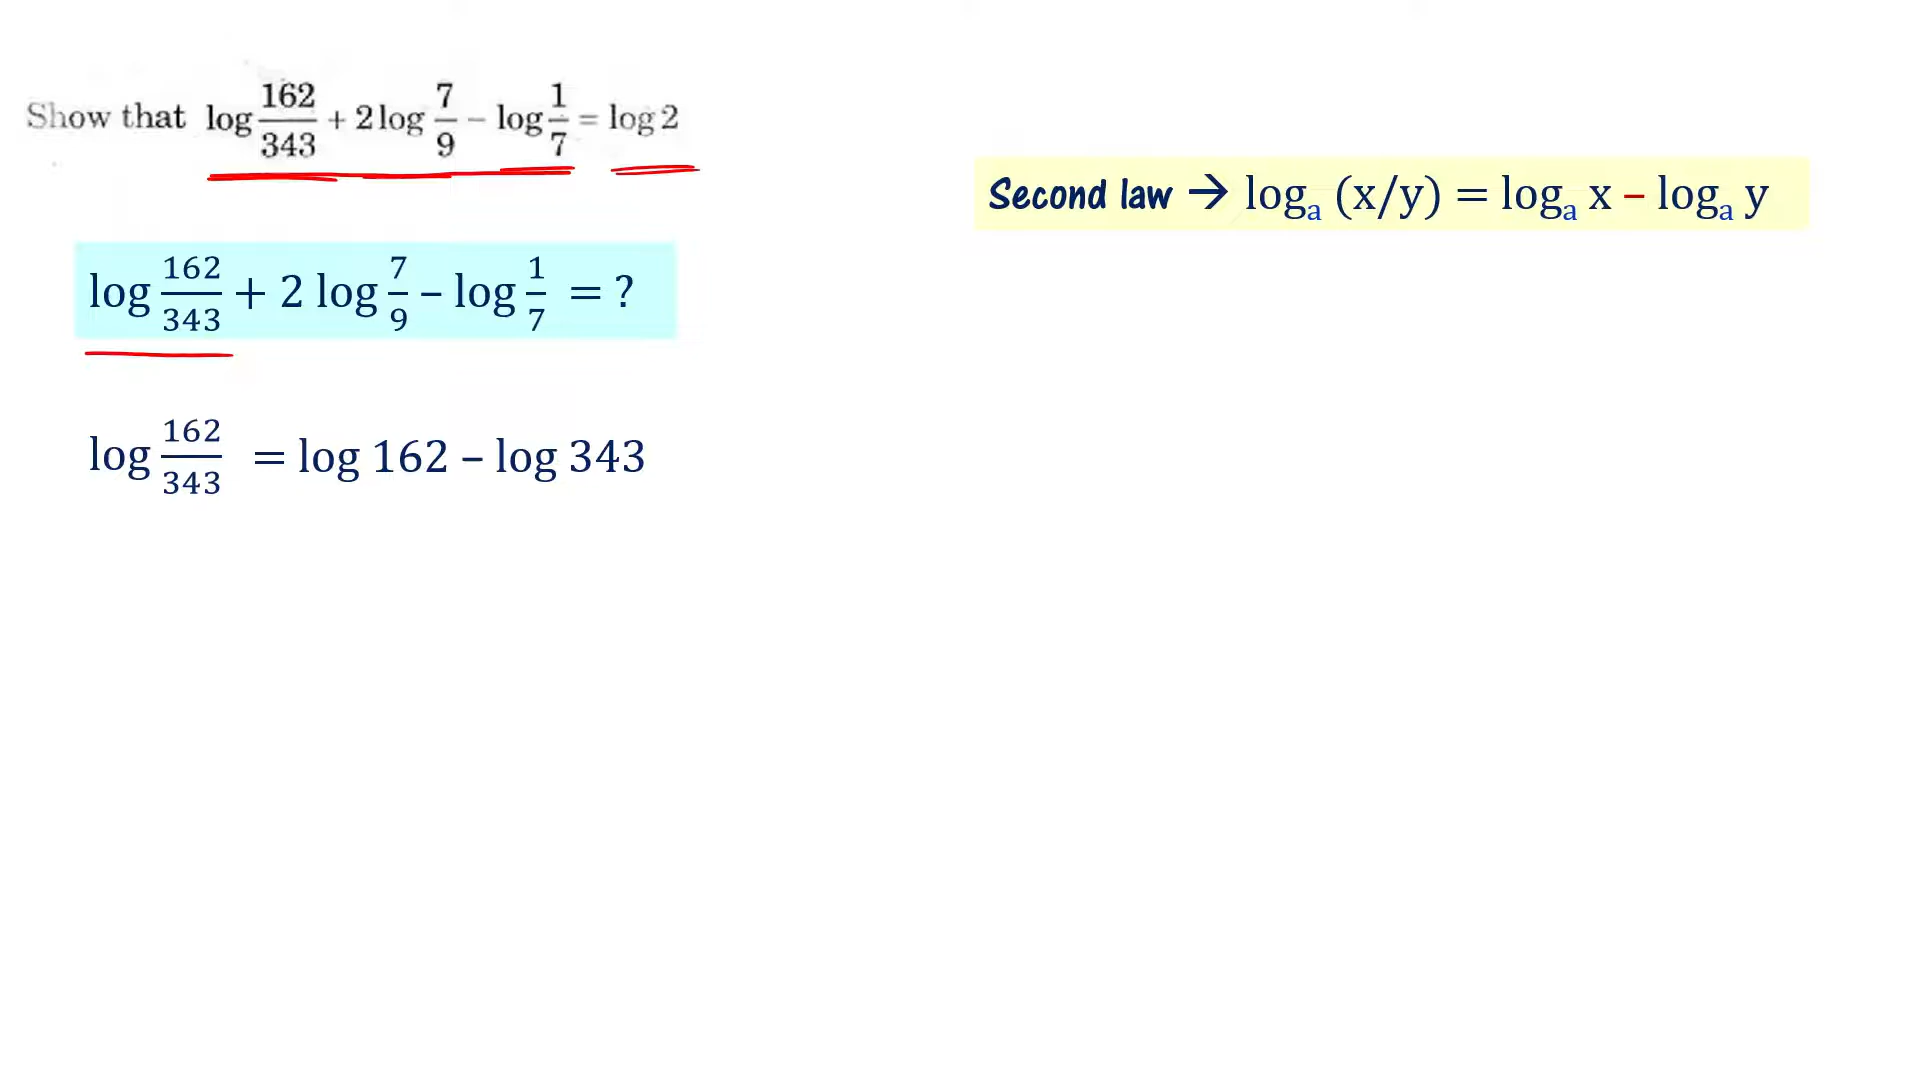 Show that log 162/343 + 2 log 7/9 − log 1/7 = log 2
Second law → logₐ (x/y) = logₐ x – logₐ y
log 162/343 + 2 log 7/9 – log 1/7 = ?
log 162/343 = log 162 – log 343